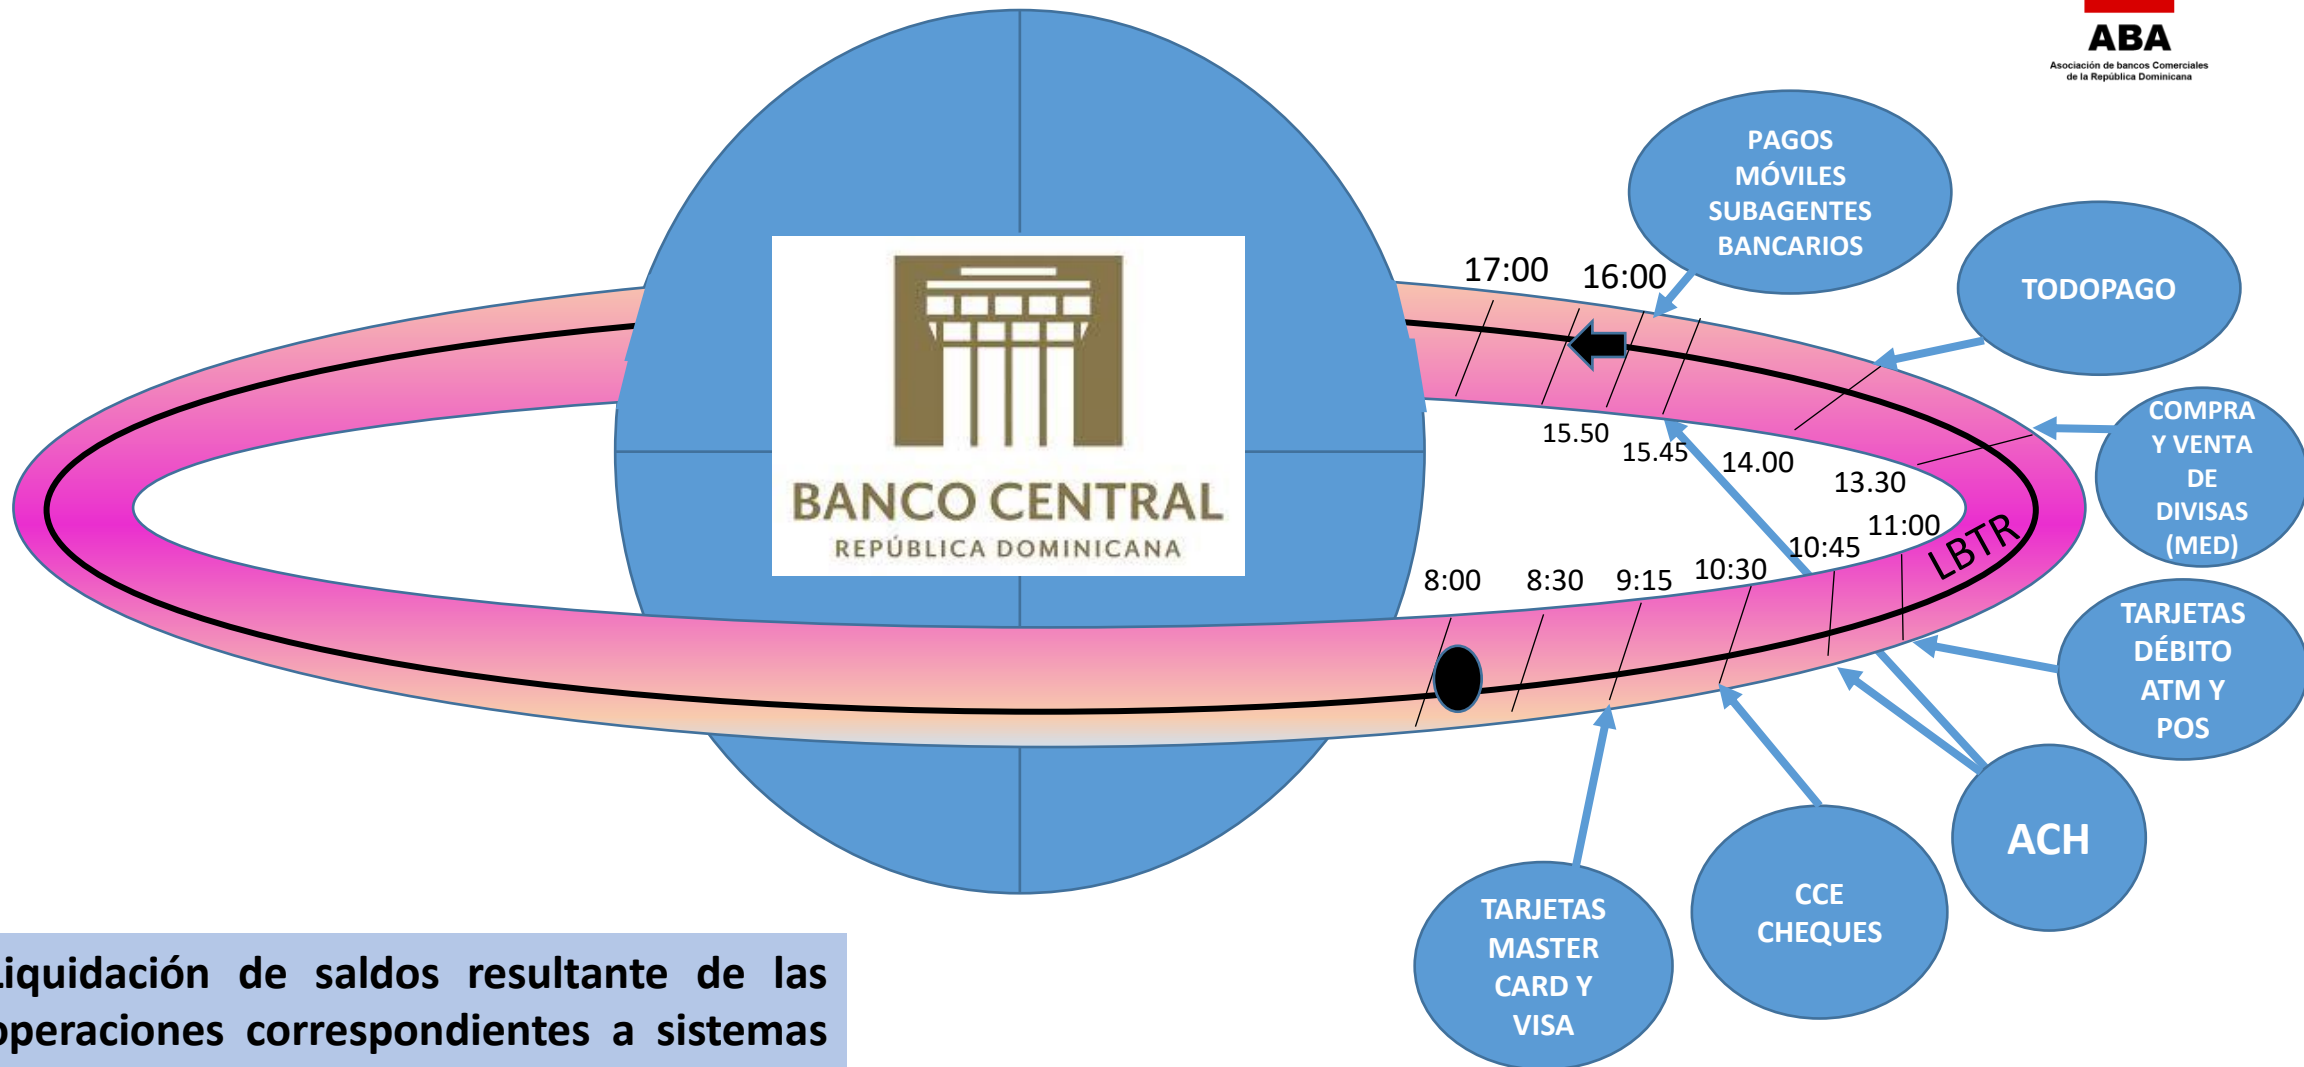 ABA
Asociación de bancos Comerciales
de la República Dominicana
PAGOS
MÓVILES
SUBAGENTES
BANCARIOS
TODOPAGO
17:00
16:00
COMPRA
Y VENTA
DE
DIVISAS
(MED)
15.50
15.45
14.00
13.30
BANCO CENTRAL
REPÚBLICA DOMINICANA
8:00
8:30
9:15
10:30
10:45
11:00
LBTR
TARJETAS
DÉBITO
ATM Y
POS
ACH
CCE
CHEQUES
TARJETAS
MASTER
CARD Y
VISA
Liquidación de saldos resultante de las
operaciones correspondientes a sistemas